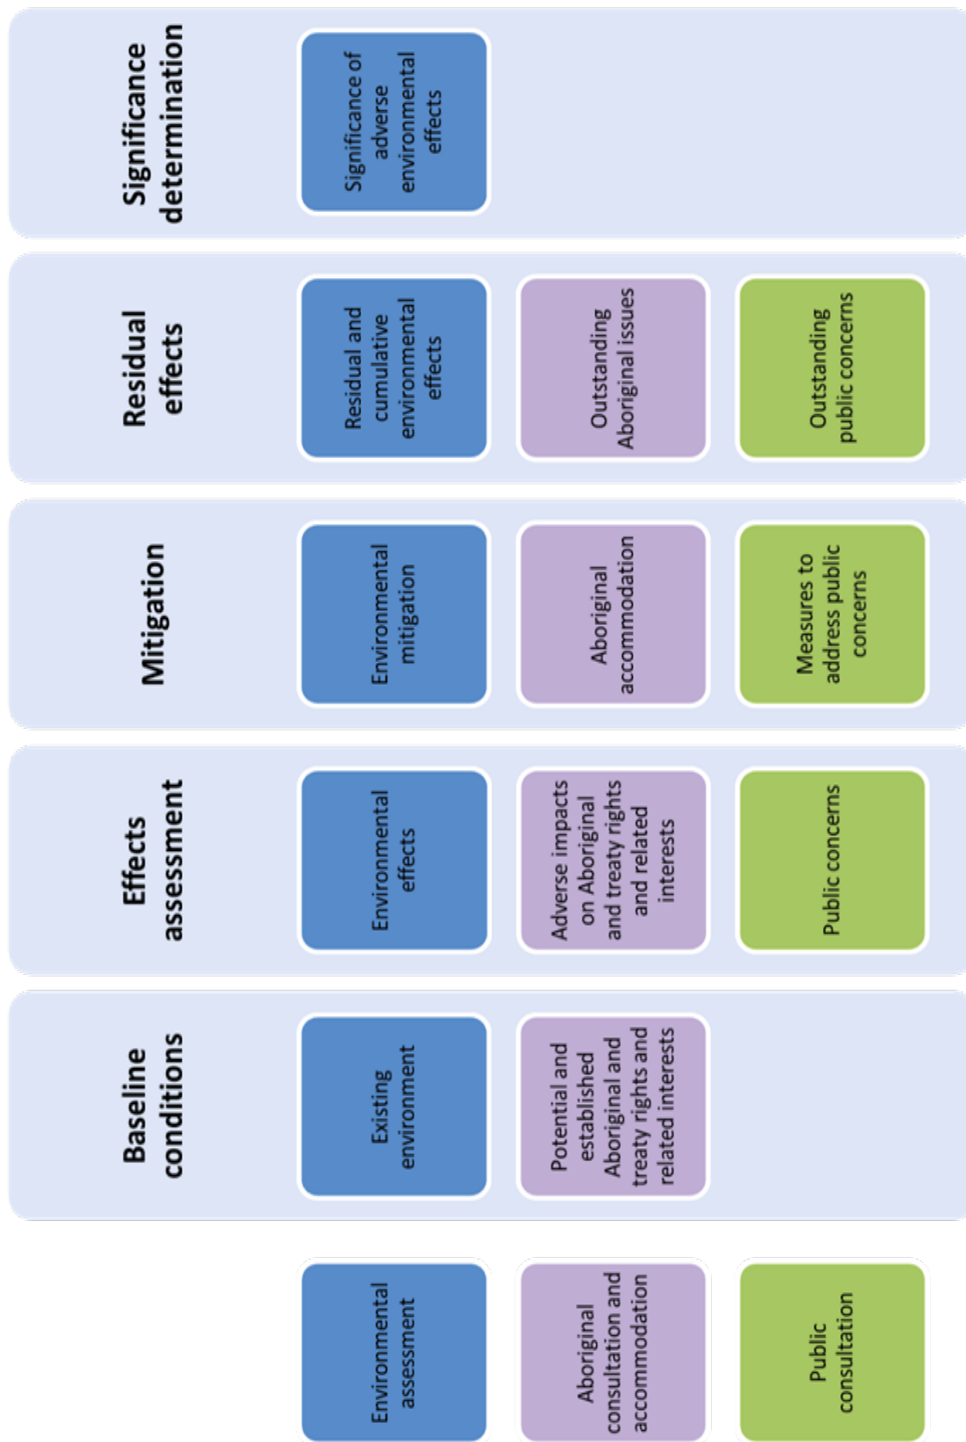 Baseline
conditions
Effects
assessment
Mitigation
Residual
effects
Significance
determination
Environmental
assessment
Existing
environment
Environmental
effects
Environmental
mitigation
Residual and
cumulative
environmental
effects
Significance of
adverse
environmental
effects
Aboriginal
consultation and
accommodation
Potential and
established
Aboriginal and
treaty rights and
related interests
Adverse impacts
on Aboriginal
and treaty rights
and related
interests
Aboriginal
accommodation
Outstanding
Aboriginal issues
Public
consultation
Public concerns
Measures to
address public
concerns
Outstanding
public concerns